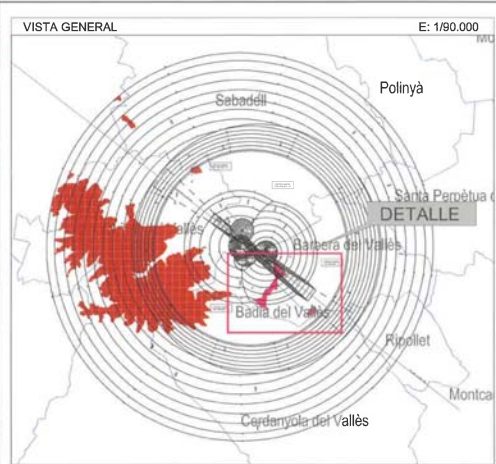 VISTA GENERAL
E: 1/90.000
Sabadell
Polinyà
Santa Perpètua
DETALLE
Barberà del Vallès
Badia del Vallès
Ripollet
Montca
Cerdanyola del Vallès